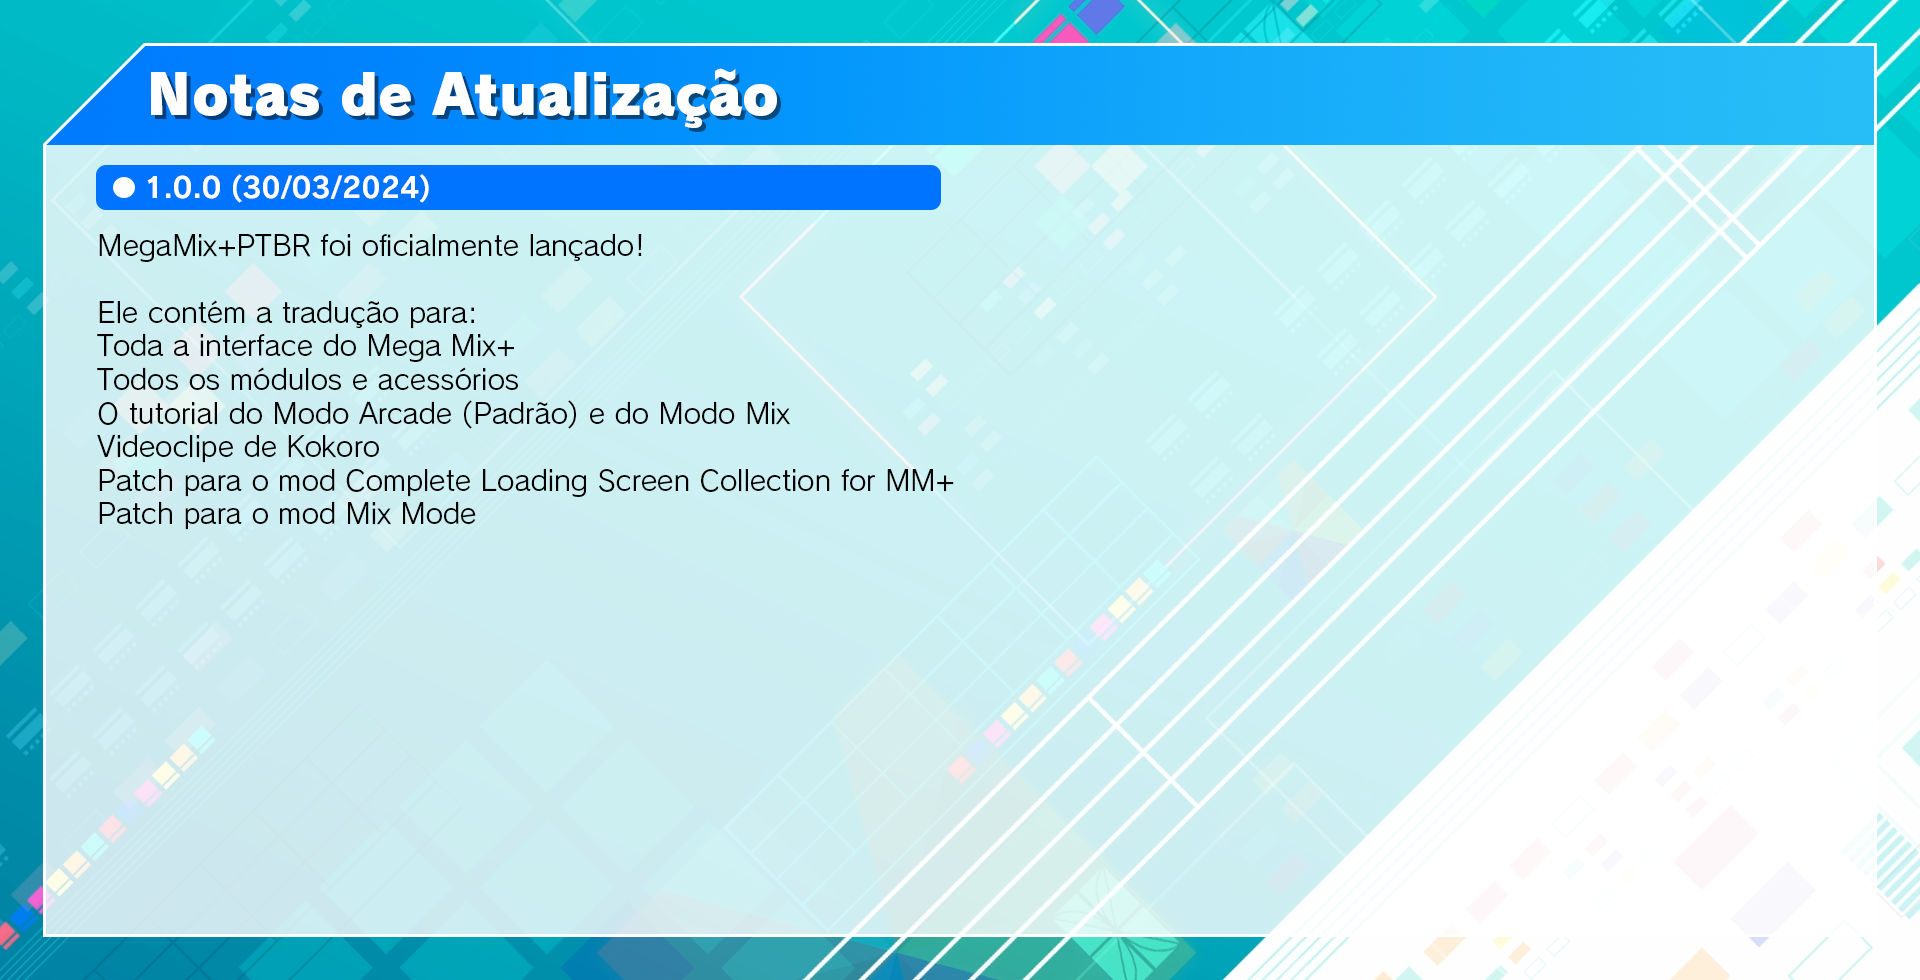 Notas de Atualização
● 1.0.0 (30/03/2024)
MegaMix+PTBR foi oficialmente lançado!
Ele contém a tradução para:
Toda a interface do Mega Mix+
Todos os módulos e acessórios
O tutorial do Modo Arcade (Padrão) e do Modo Mix
Videoclipe de Kokoro
Patch para o mod Complete Loading Screen Collection for MM+
Patch para o mod Mix Mode